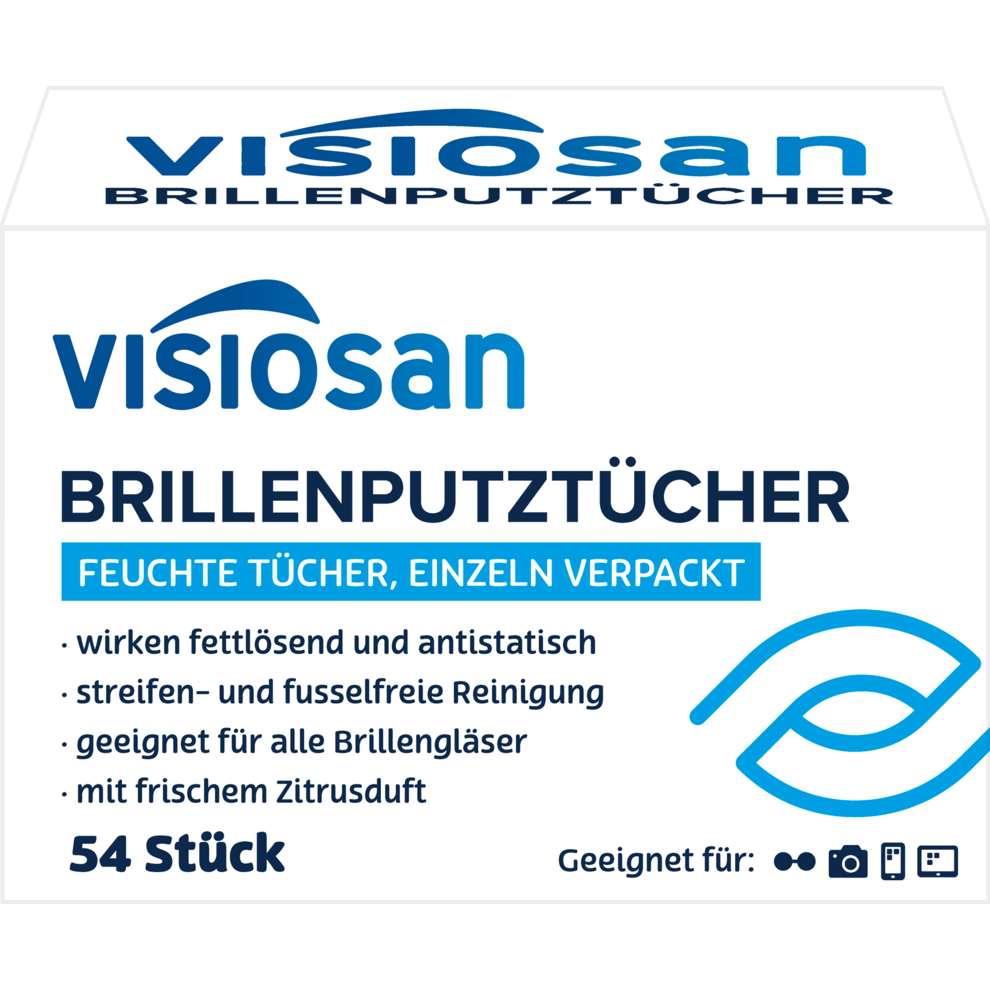 VISIOSAN
BRILLENPUTZTÜCHER
VISIOSAN
BRILLENPUTZTÜCHER
FEUCHTE TÜCHER, EINZELN VERPACKT
· wirken fettlösend und antistatisch
· streifen- und fusselfreie Reinigung
· geeignet für alle Brillengläser
· mit frischem Zitrusduft
54 Stück
Geeignet für: